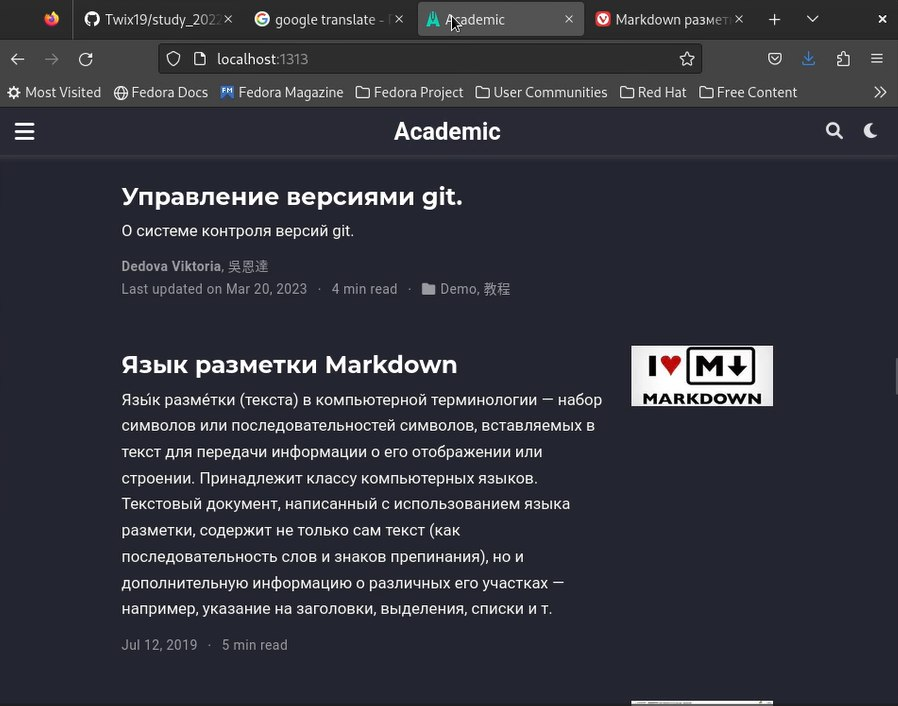 Twix19/study_2022
google translate -
Academic
Markdown размет
localhost:1313
Most Visited
Fedora Docs
Fedora Magazine
Fedora Project
User Communities
Red Hat
Free Content
Academic
Управление версиями git.
О системе контроля версий git.
Dedova Viktoria, 吳恩達
Last updated on Mar 20, 2023 · 4 min read · Demo, 教程
Язык разметки Markdown
Язы́к разме́тки (текста) в компьютерной терминологии — набор
символов или последовательностей символов, вставляемых в
текст для передачи информации о его отображении или
строении. Принадлежит классу компьютерных языков.
Текстовый документ, написанный с использованием языка
разметки, содержит не только сам текст (как
последовательность слов и знаков препинания), но и
дополнительную информацию о различных его участках —
например, указание на заголовки, выделения, списки и т.
Jul 12, 2019 · 5 min read
I ♥ M↓
MARKDOWN